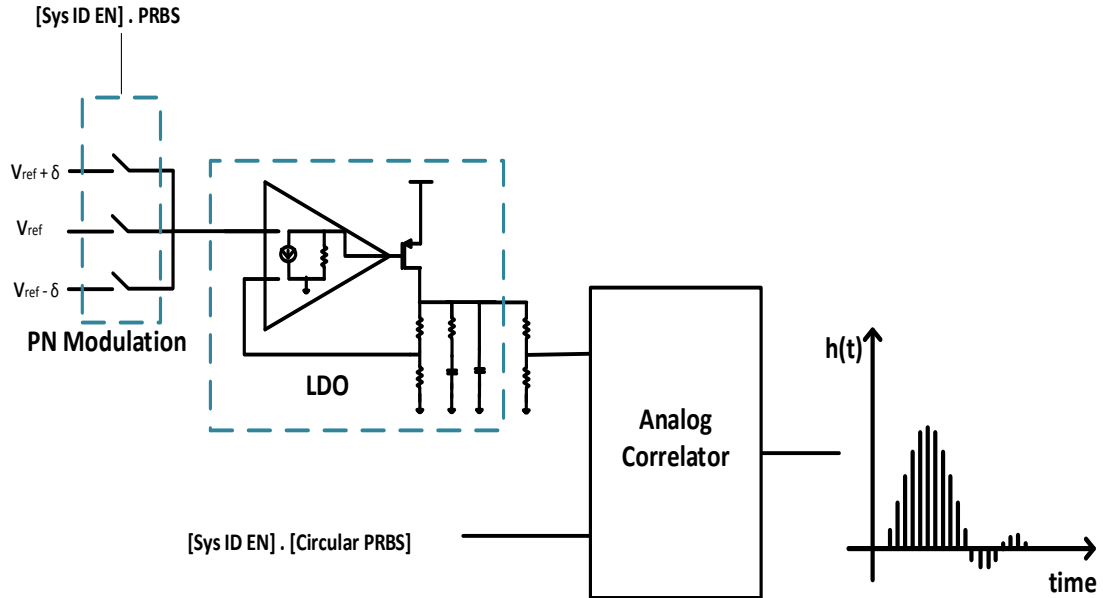 [Sys ID EN] . PRBS
Vref + δ
Vref
Vref - δ
PN Modulation
LDO
Analog
Correlator
[Sys ID EN] . [Circular PRBS]
h(t)
time